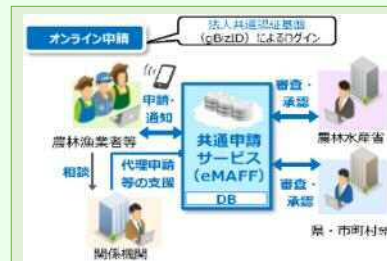 オンライン申請
法人共通認証基盤
(gBizID)によるログイン
申請・
通知
審査・
承認
農林漁業者等
共通申請
サービス
(eMAFF)
DB
農林水産省
相談
代理申請
等の支援
審査・
承認
関係機関
県・市町村等